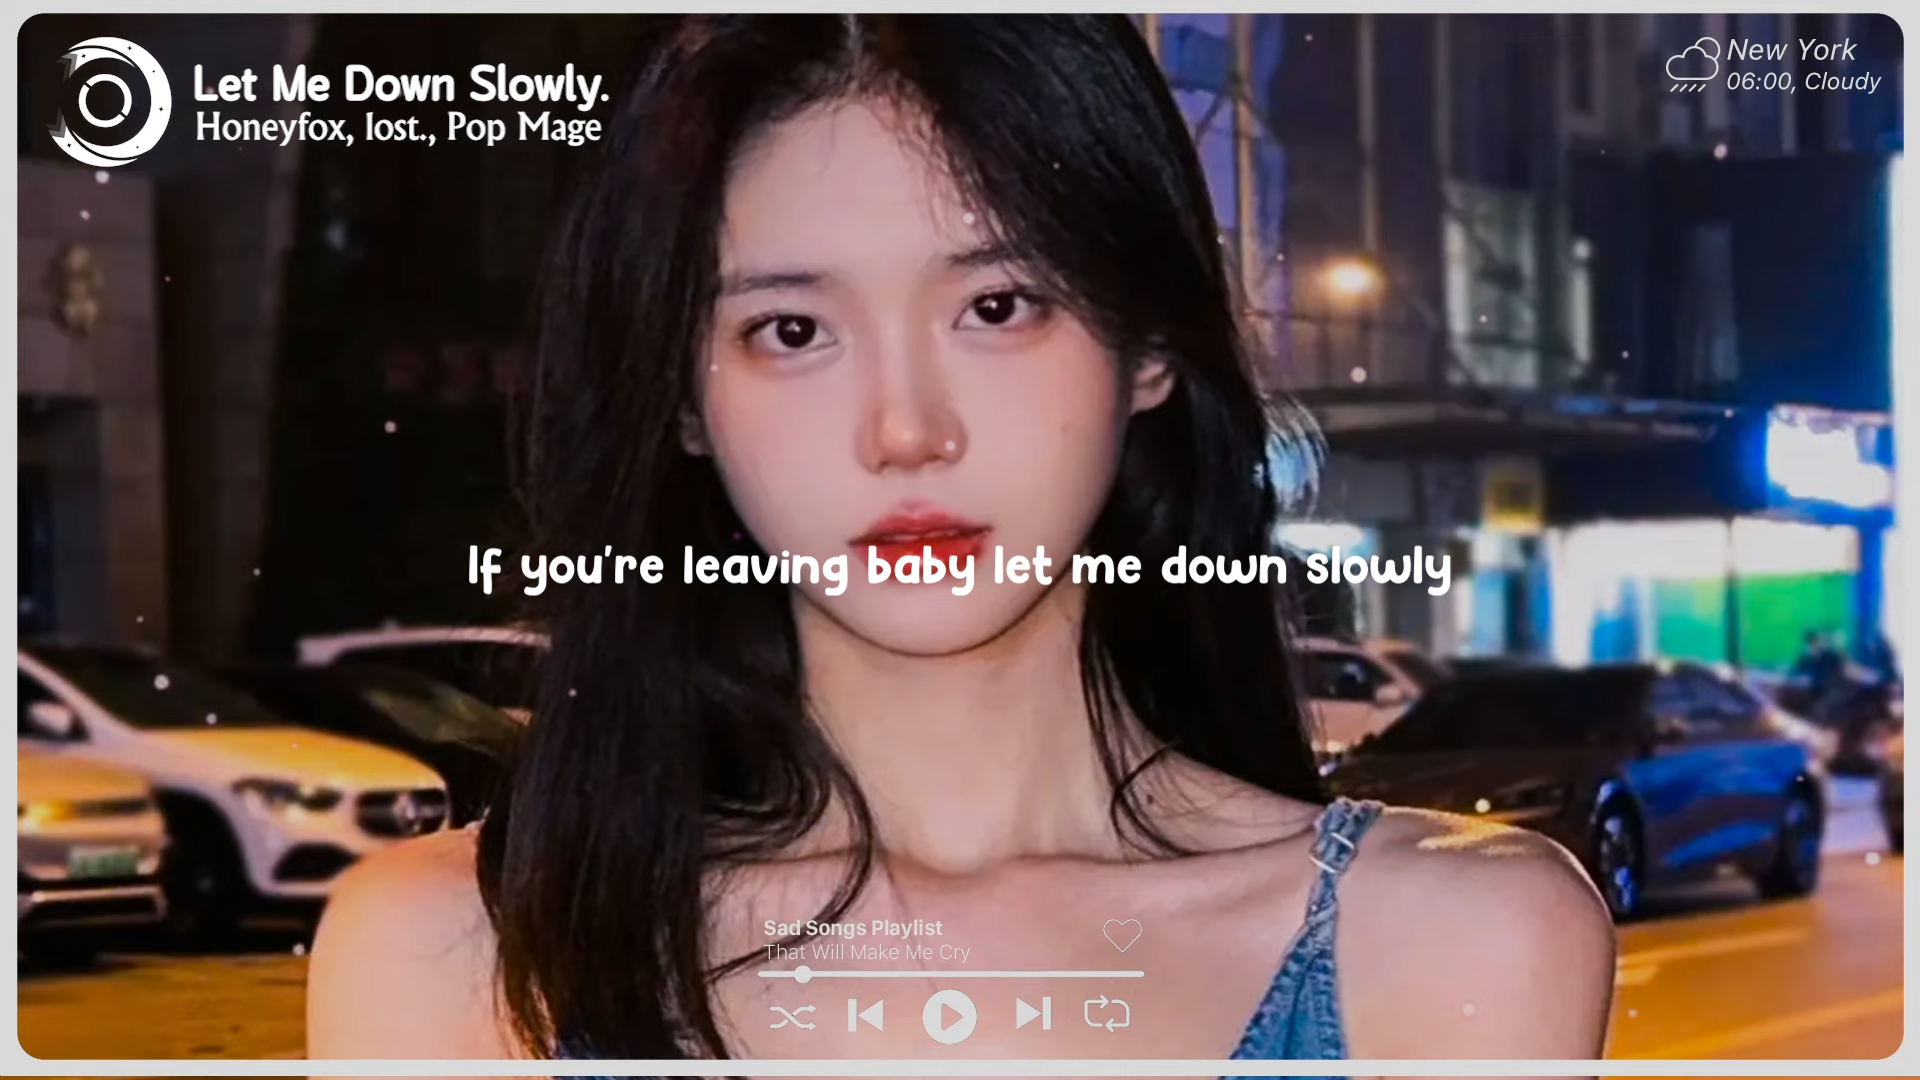 Let Me Down Slowly.
Honeyfox, lost., Pop Mage
New York
06:00, Cloudy
If you're leaving baby let me down slowly
Sad Songs Playlist
That Will Make Me Cry